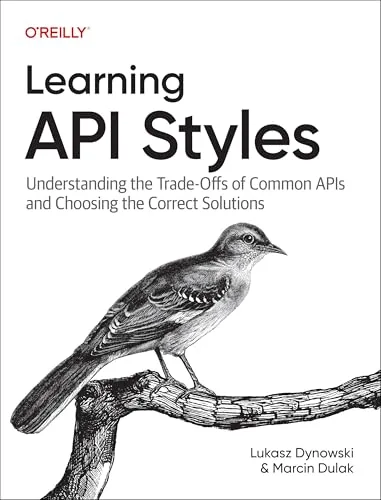 O'REILLY®
Learning
API Styles
Understanding the Trade-Offs of Common APIs
and Choosing the Correct Solutions
Lukasz Dynowski
& Marcin Dulak